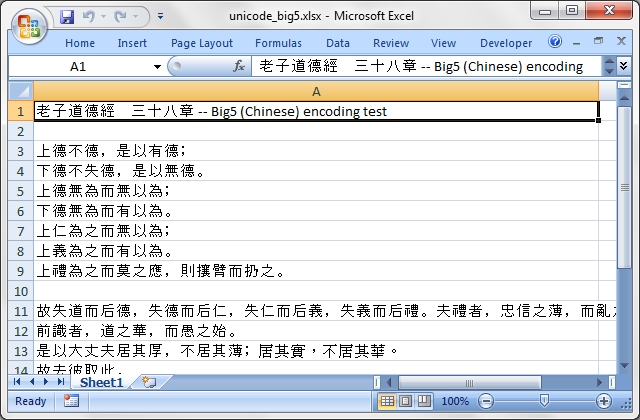 unicode_big5.xlsx - Microsoft Excel
Home Insert Page Layout Formulas Data Review View Developer
A1 fx 老子道德經　三十八章 -- Big5 (Chinese) encoding
A
1 老子道德經　三十八章 -- Big5 (Chinese) encoding test
2
3 上德不德，是以有德；
4 下德不失德，是以無德。
5 上德無為而無以為；
6 下德無為而有以為。
7 上仁為之而無以為；
8 上義為之而有以為。
9 上禮為之而莫之應，則攘臂而扔之。
10
11 故失道而后德，失德而后仁，失仁而后義，失義而后禮。夫禮者，忠信之薄，而亂
12 前識者，道之華，而愚之始。
13 是以大丈夫居其厚，不居其薄；居其實，不居其華。
14 故去彼取此。
Sheet1
Ready 100%